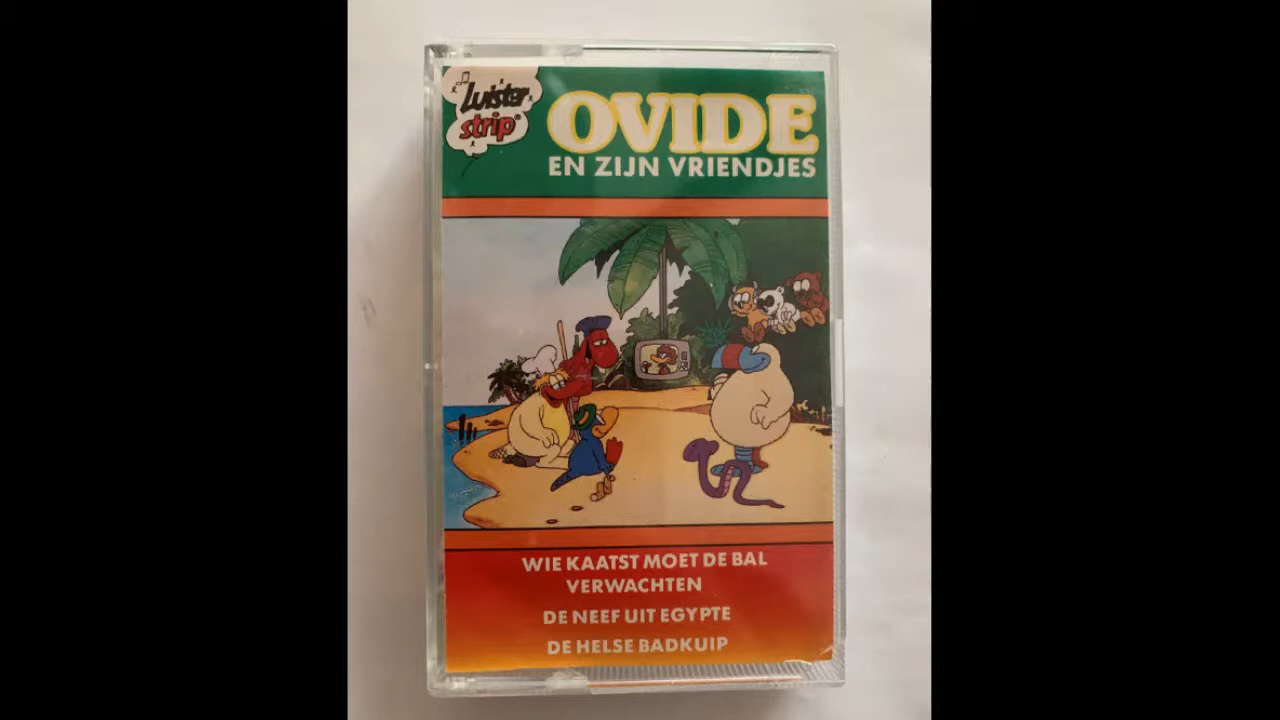 Luister
strip®
OVIDE
EN ZIJN VRIENDJES
WIE KAATST MOET DE BAL
VERWACHTEN
DE NEEF UIT EGYPTE
DE HELSE BADKUIP